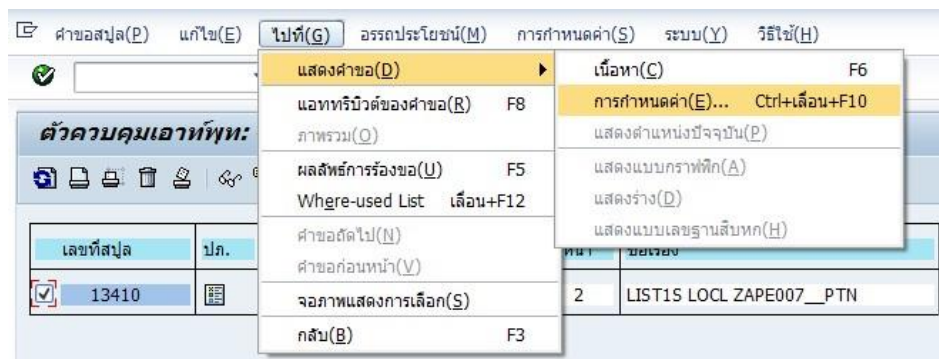 คำขอสปูล(P) แก้ไข(E) ไปที่(G) อรรถประโยชน์(M) การกำหนดค่า(S) ระบบ(Y) วิธีใช้(H)
แสดงคำขอ(D)
แอททริบิวต์ของคำขอ(R) F8
ภาพรวม(O)
ผลลัพธ์การร้องขอ(U) F5
Where-used List เลื่อน+F12
คำขอถัดไป(N)
คำขอก่อนหน้า(V)
จอภาพแสดงการเลือก(S)
กลับ(B) F3
เนื้อหา(C) F6
การกำหนดค่า(E)... Ctrl+เลื่อน+F10
แสดงตำแหน่งปัจจุบัน(P)
แสดงแบบกราฟฟิก(A)
แสดงร่าง(D)
แสดงแบบเลขฐานสิบหก(H)
ตัวควบคุมเอาท์พุท:
เลขที่สปูล ปภ. หน้า ชื่อเรื่อง
13410 2 LIST1S LOCL ZAPE007__PTN